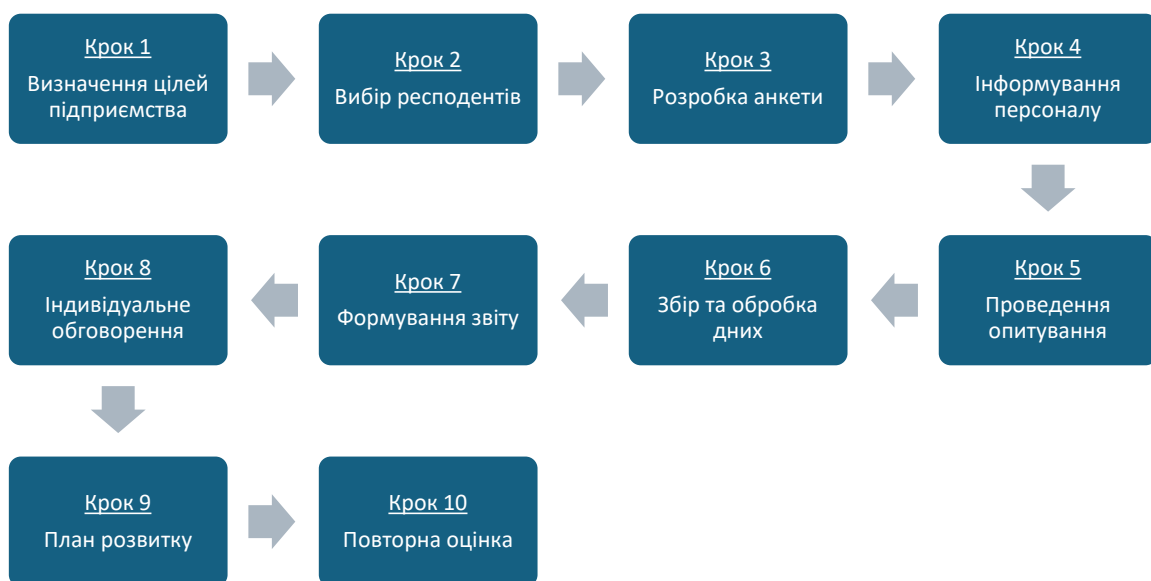 Крок 1
Визначення цілей
підприємства
Крок 2
Вибір респодентів
Крок 3
Розробка анкети
Крок 4
Інформування
персоналу
Крок 5
Проведення
опитування
Крок 6
Збір та обробка
дних
Крок 7
Формування звіту
Крок 8
Індивідуальне
обговорення
Крок 9
План розвитку
Крок 10
Повторна оцінка